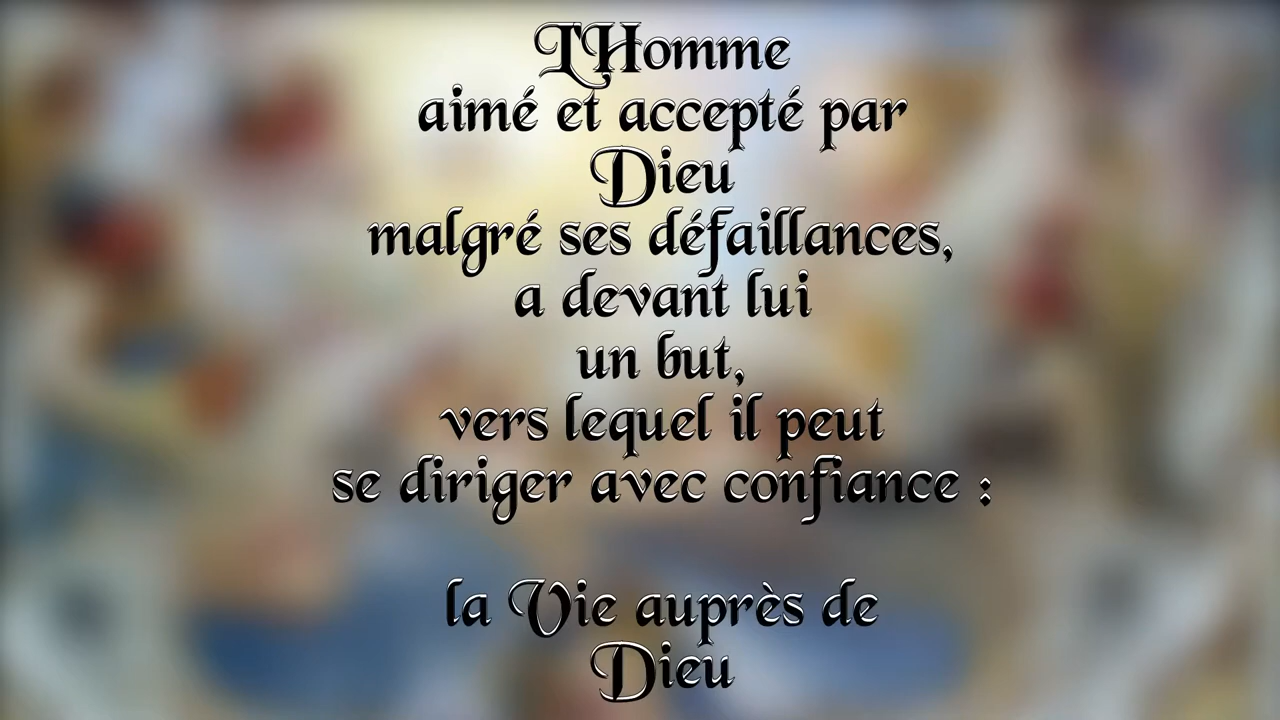 L'Homme
aimé et accepté par
Dieu
malgré ses défaillances,
a devant lui
un but,
vers lequel il peut
se diriger avec confiance :
la Vie auprès de
Dieu